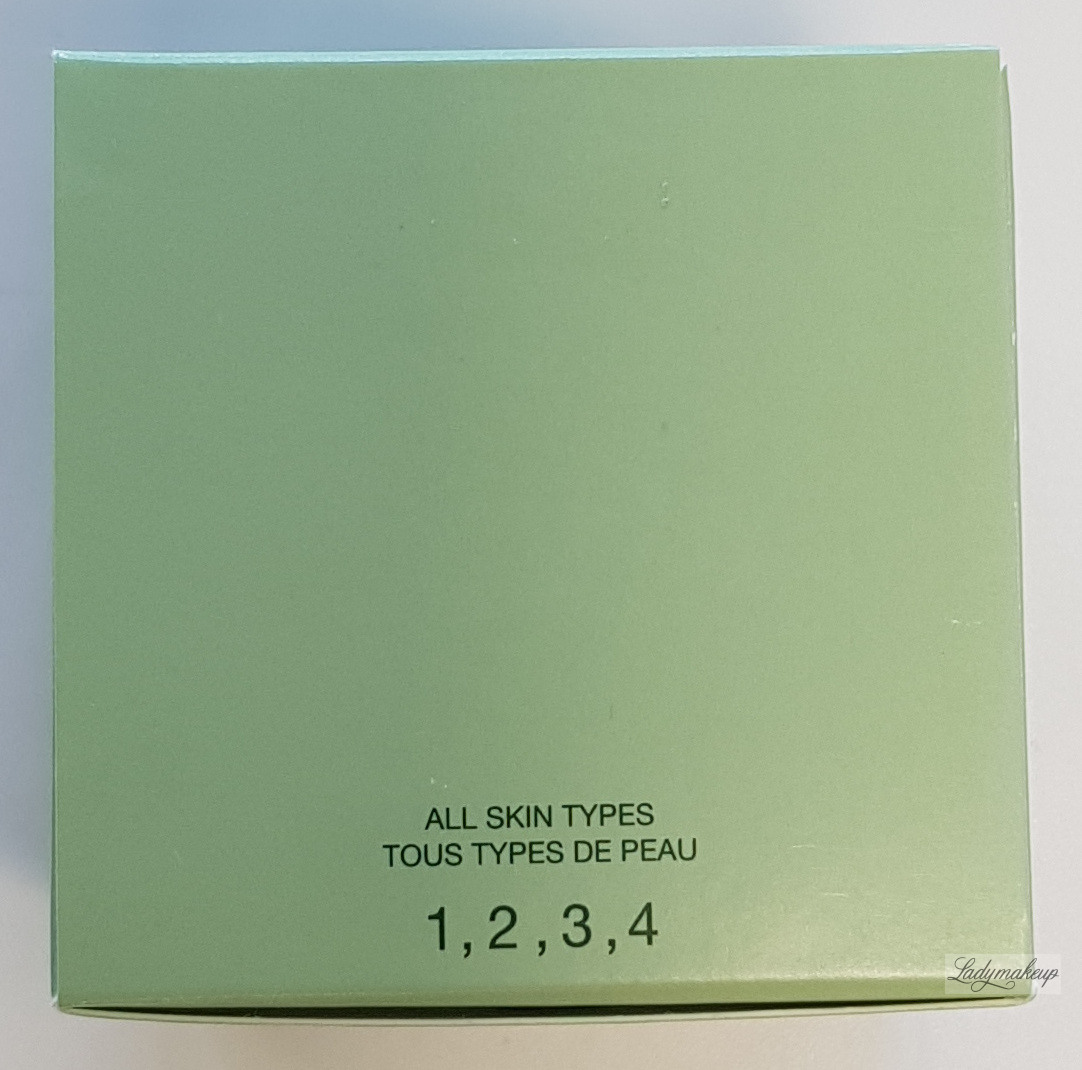 ALL SKIN TYPES
TOUS TYPES DE PEAU
1, 2 , 3 , 4
Ladymakeup